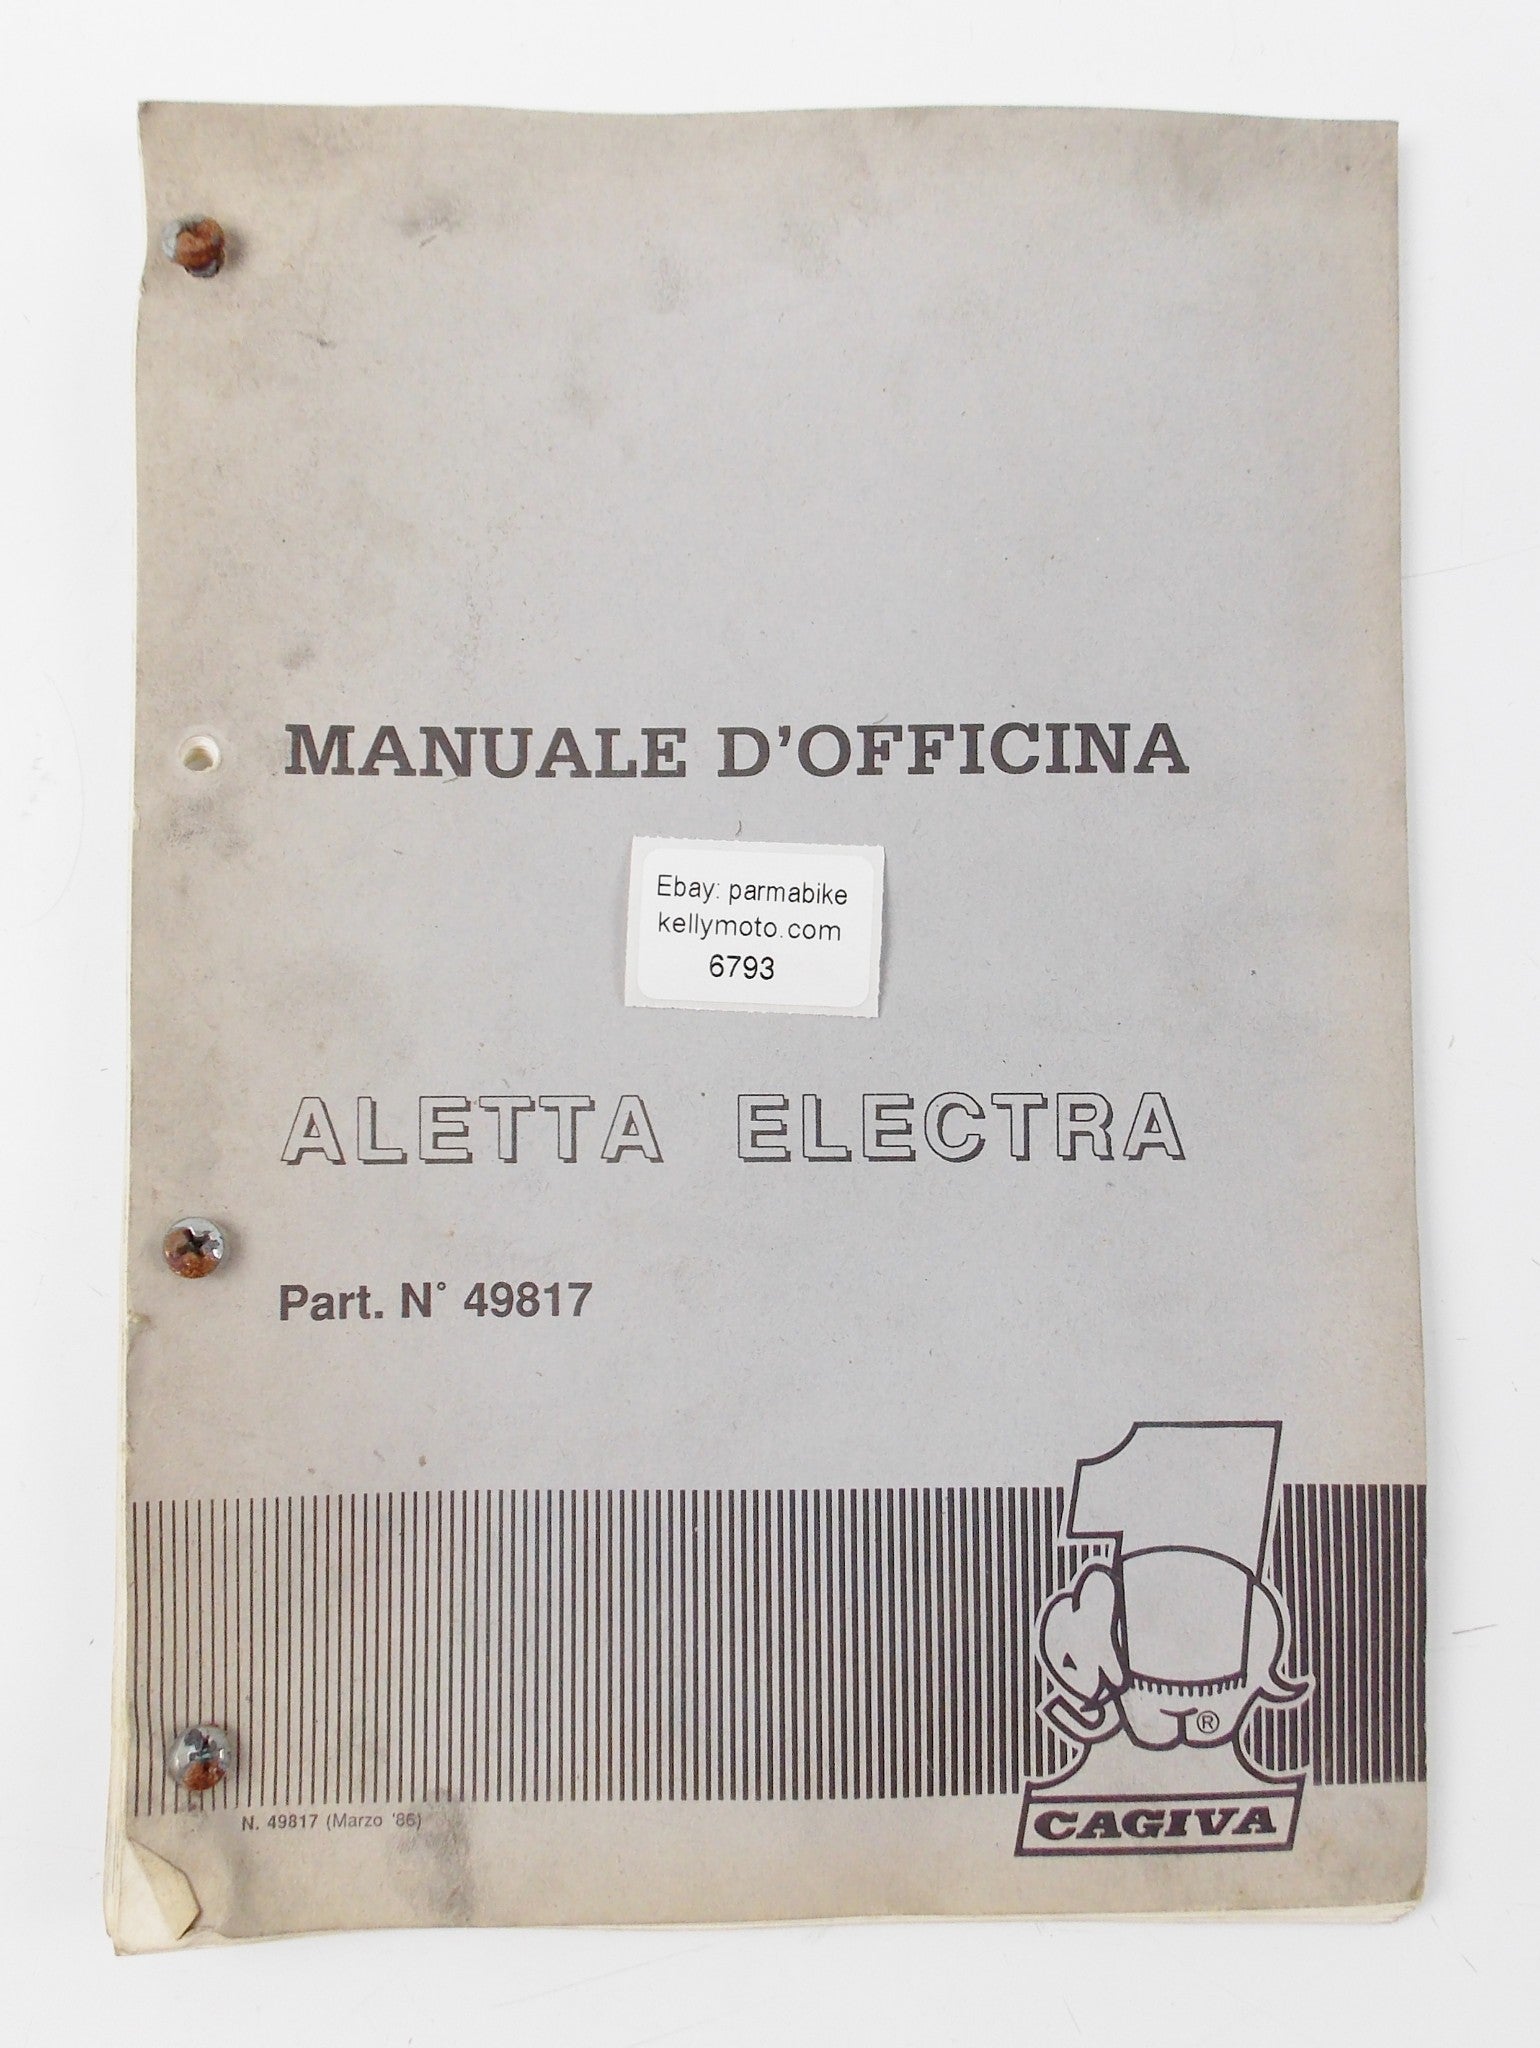 MANUALE D'OFFICINA
Ebay: parmabike
kellymoto.com
6793
ALETTA ELECTRA
Part. N° 49817
®
N. 49817 (Marzo '86)
CAGIVA